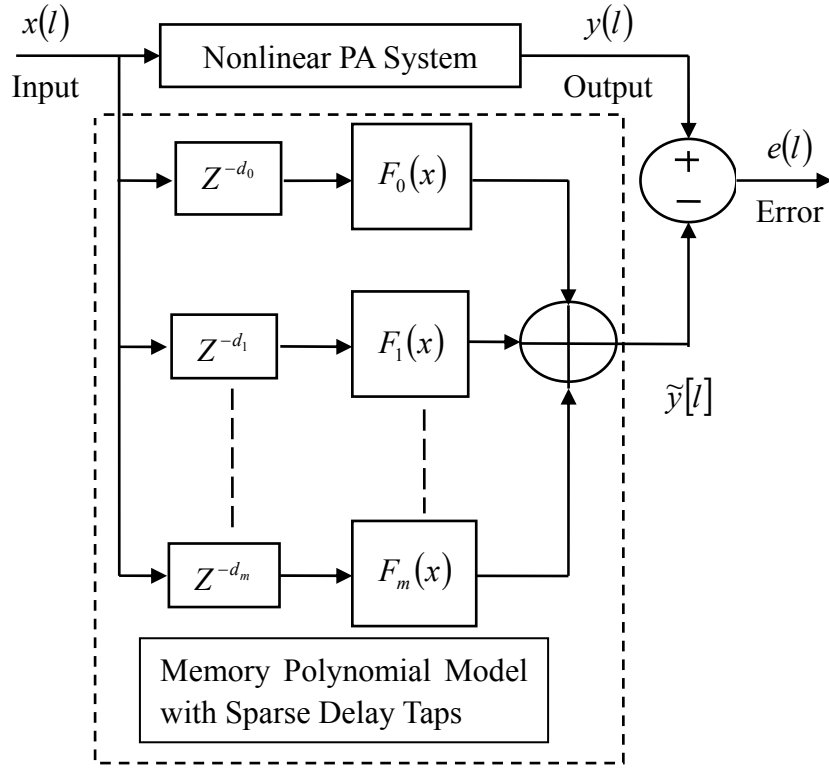 x(l)
y(l)
Nonlinear PA System
Input
Output
Z^{-d_0}
F_0(x)
+
−
e(l)
Error
Z^{-d_1}
F_1(x)
ỹ[l]
Z^{-d_m}
F_m(x)
Memory Polynomial Model
with Sparse Delay Taps